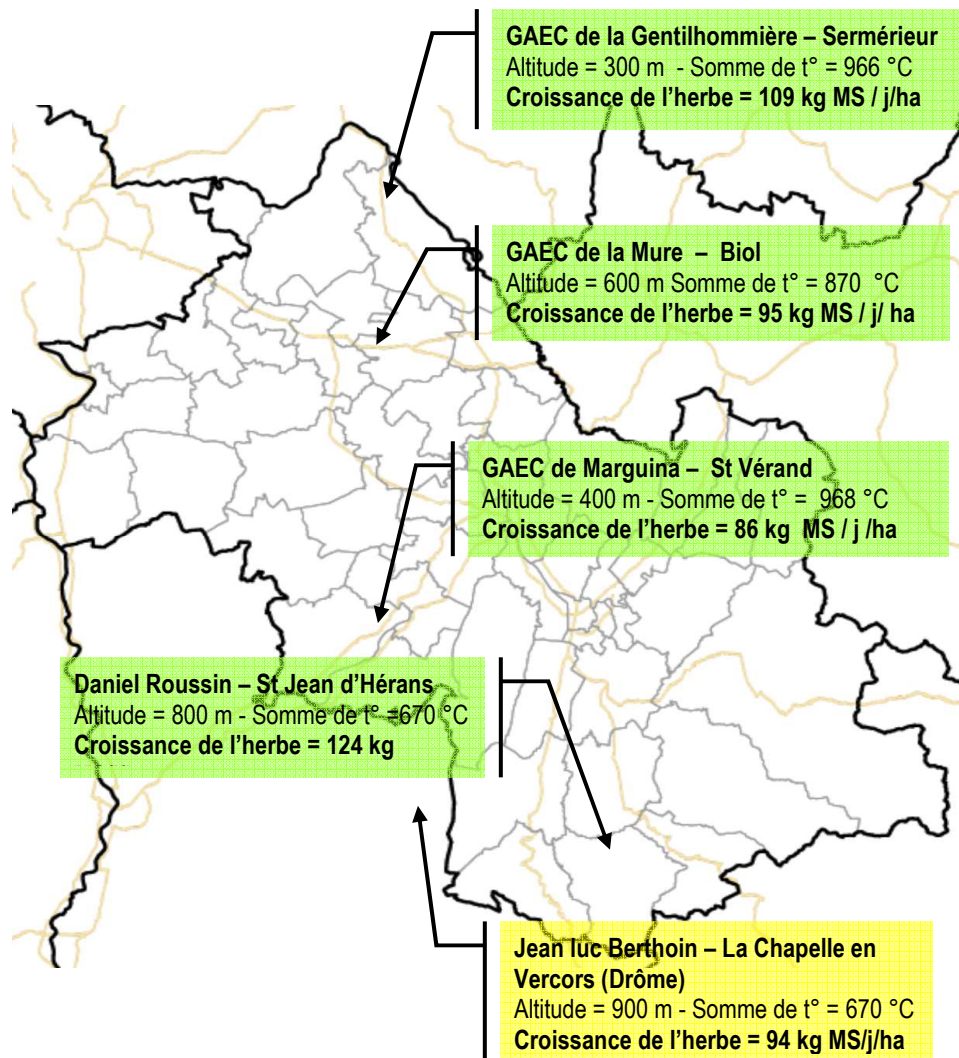 GAEC de la Gentilhommière – Sermérieur
Altitude = 300 m - Somme de t° = 966 °C
Croissance de l'herbe = 109 kg MS / j/ha
GAEC de la Mure – Biol
Altitude = 600 m Somme de t° = 870 °C
Croissance de l'herbe = 95 kg MS / j/ ha
GAEC de Marguina – St Vérand
Altitude = 400 m - Somme de t° = 968 °C
Croissance de l'herbe = 86 kg MS / j /ha
Daniel Roussin – St Jean d'Hérans
Altitude = 800 m - Somme de t° =670 °C
Croissance de l'herbe = 124 kg
Jean luc Berthoin – La Chapelle en
Vercors (Drôme)
Altitude = 900 m - Somme de t° = 670 °C
Croissance de l'herbe = 94 kg MS/j/ha